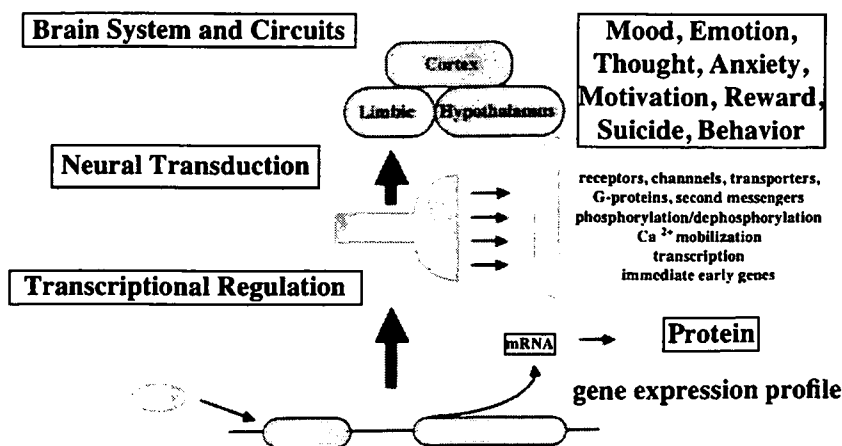 Brain System and Circuits
Cortex
Limbic
Hypothalamus
Mood, Emotion,
Thought, Anxiety,
Motivation, Reward,
Suicide, Behavior
Neural Transduction
receptors, channnels, transporters,
G-proteins, second messengers
phosphorylation/dephosphorylation
Ca 2+ mobilization
transcription
immediate early genes
Transcriptional Regulation
mRNA
Protein
gene expression profile